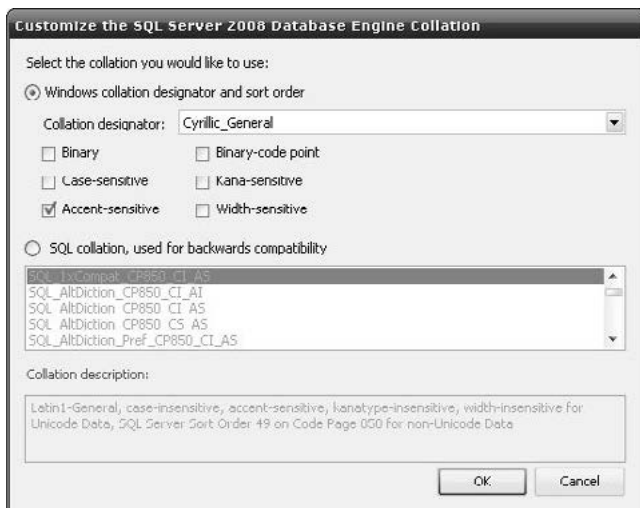 Customize the SQL Server 2008 Database Engine Collation
Select the collation you would like to use:
Windows collation designator and sort order
Collation designator: Cyrillic_General
Binary Binary-code point
Case-sensitive Kana-sensitive
Accent-sensitive Width-sensitive
SQL collation, used for backwards compatibility
SQL_1xCompat_CP850_CI_AS
SQL_AltDiction_CP850_CI_AI
SQL_AltDiction_CP850_CI_AS
SQL_AltDiction_CP850_CS_AS
SQL_AltDiction_Pref_CP850_CI_AS
Collation description:
Latin1-General, case-insensitive, accent-sensitive, kanatype-insensitive, width-insensitive for
Unicode Data, SQL Server Sort Order 49 on Code Page 850 for non-Unicode Data
OK Cancel